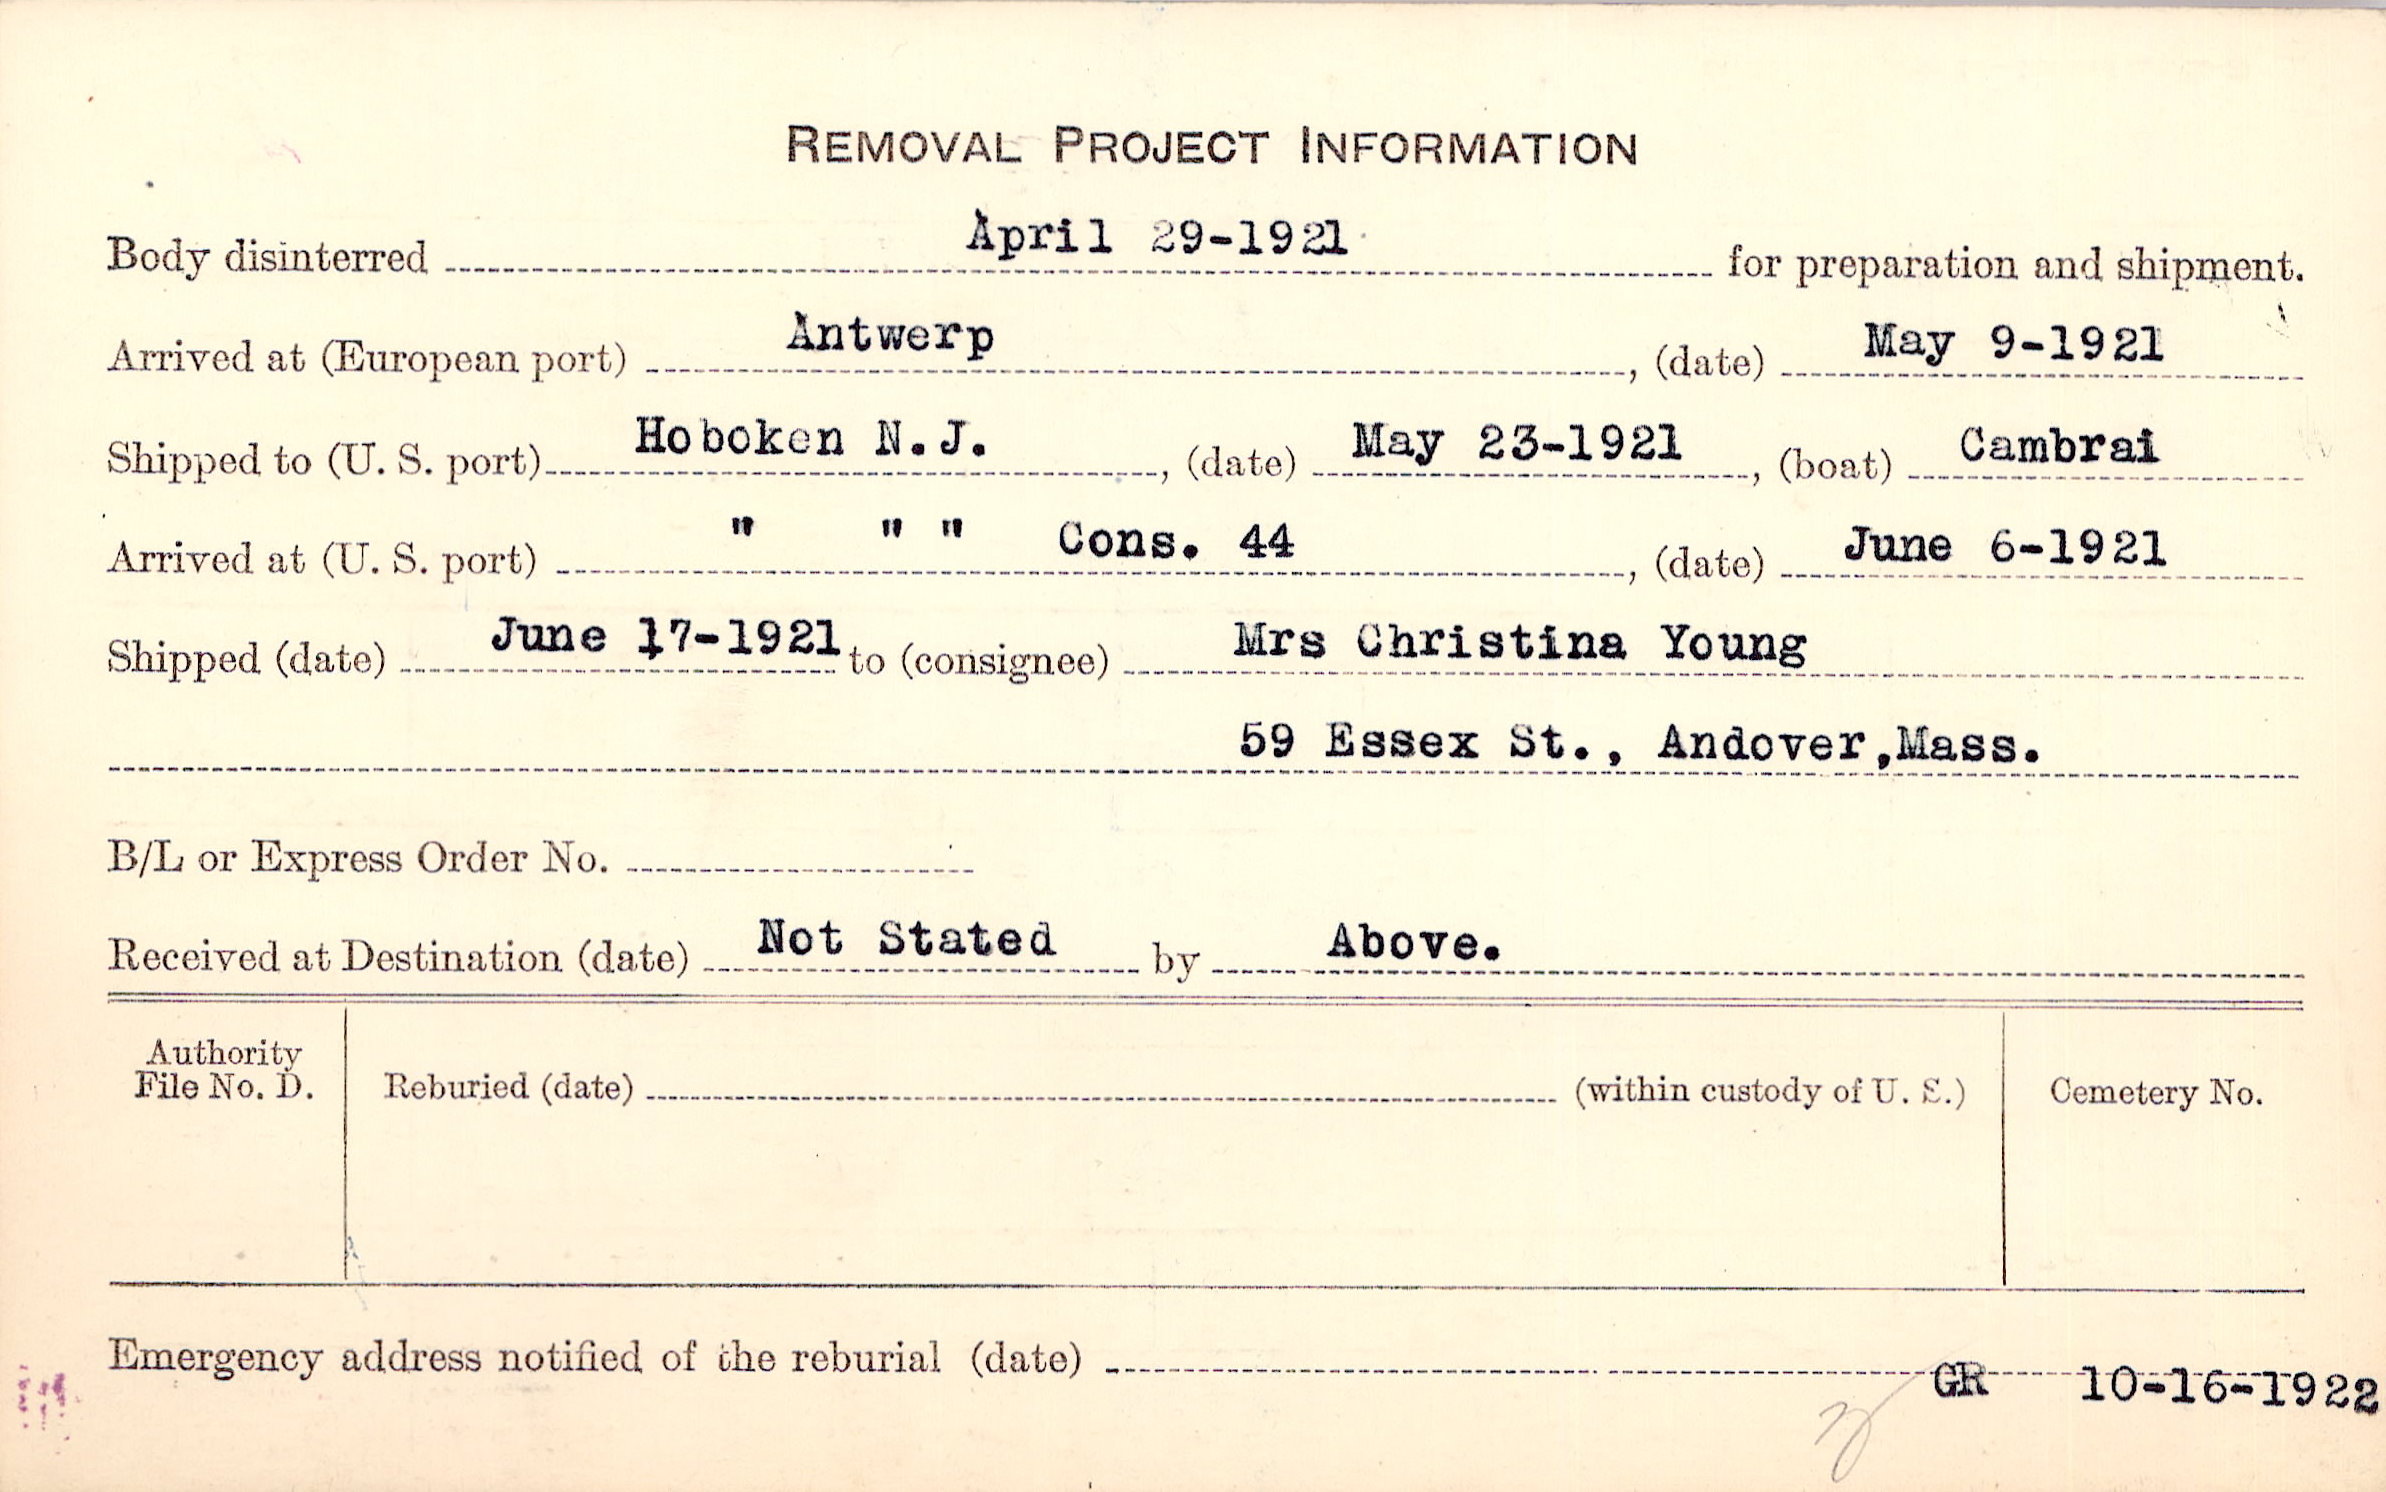 REMOVAL PROJECT INFORMATION
Body disinterred April 29-1921 for preparation and shipment.
Arrived at (European port) Antwerp, (date) May 9-1921
Shipped to (U. S. port) Hoboken N.J., (date) May 23-1921, (boat) Cambrai
Arrived at (U. S. port) " " " Cons. 44, (date) June 6-1921
Shipped (date) June 17-1921 to (consignee) Mrs Christina Young
59 Essex St., Andover,Mass.
B/L or Express Order No.
Received at Destination (date) Not Stated by Above.
Authority
File No. D.
Reburied (date) (within custody of U. S.)
Cemetery No.
Emergency address notified of the reburial (date) GR 10-16-1922